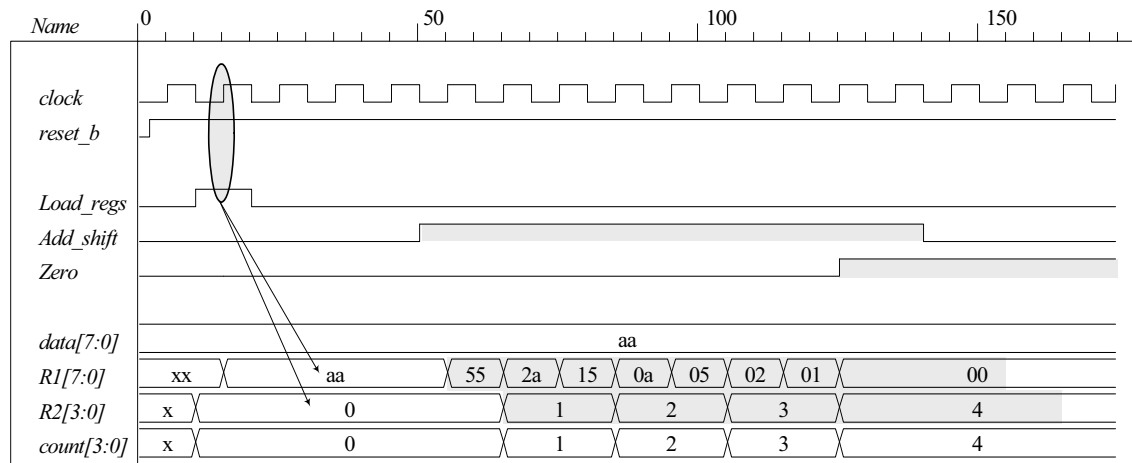 Name 0 50 100 150
clock
reset_b
Load_regs
Add_shift
Zero
data[7:0] aa
R1[7:0] xx aa 55 2a 15 0a 05 02 01 00
R2[3:0] x 0 1 2 3 4
count[3:0] x 0 1 2 3 4